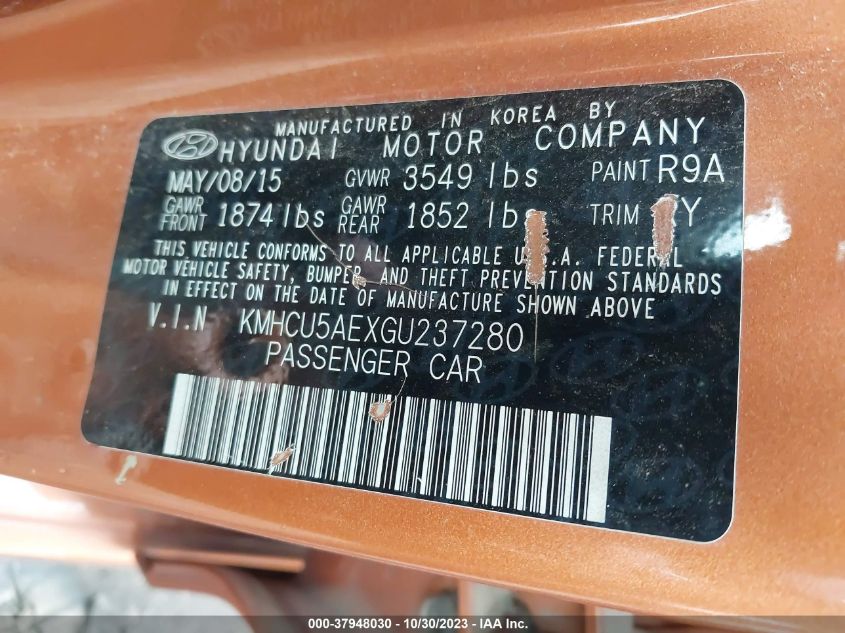 MANUFACTURED IN KOREA BY
HYUNDAI MOTOR COMPANY
MAY/08/15 GVWR 3549 lbs PAINT R9A
GAWR FRONT 1874 lbs GAWR REAR 1852 lb TRIM Y
THIS VEHICLE CONFORMS TO ALL APPLICABLE U.S.A. FEDERAL
MOTOR VEHICLE SAFETY, BUMPER, AND THEFT PREVENTION STANDARDS
IN EFFECT ON THE DATE OF MANUFACTURE SHOWN ABOVE
V.I.N KMHCU5AEXGU237280
PASSENGER CAR
000-37948030 - 10/30/2023 - IAA Inc.